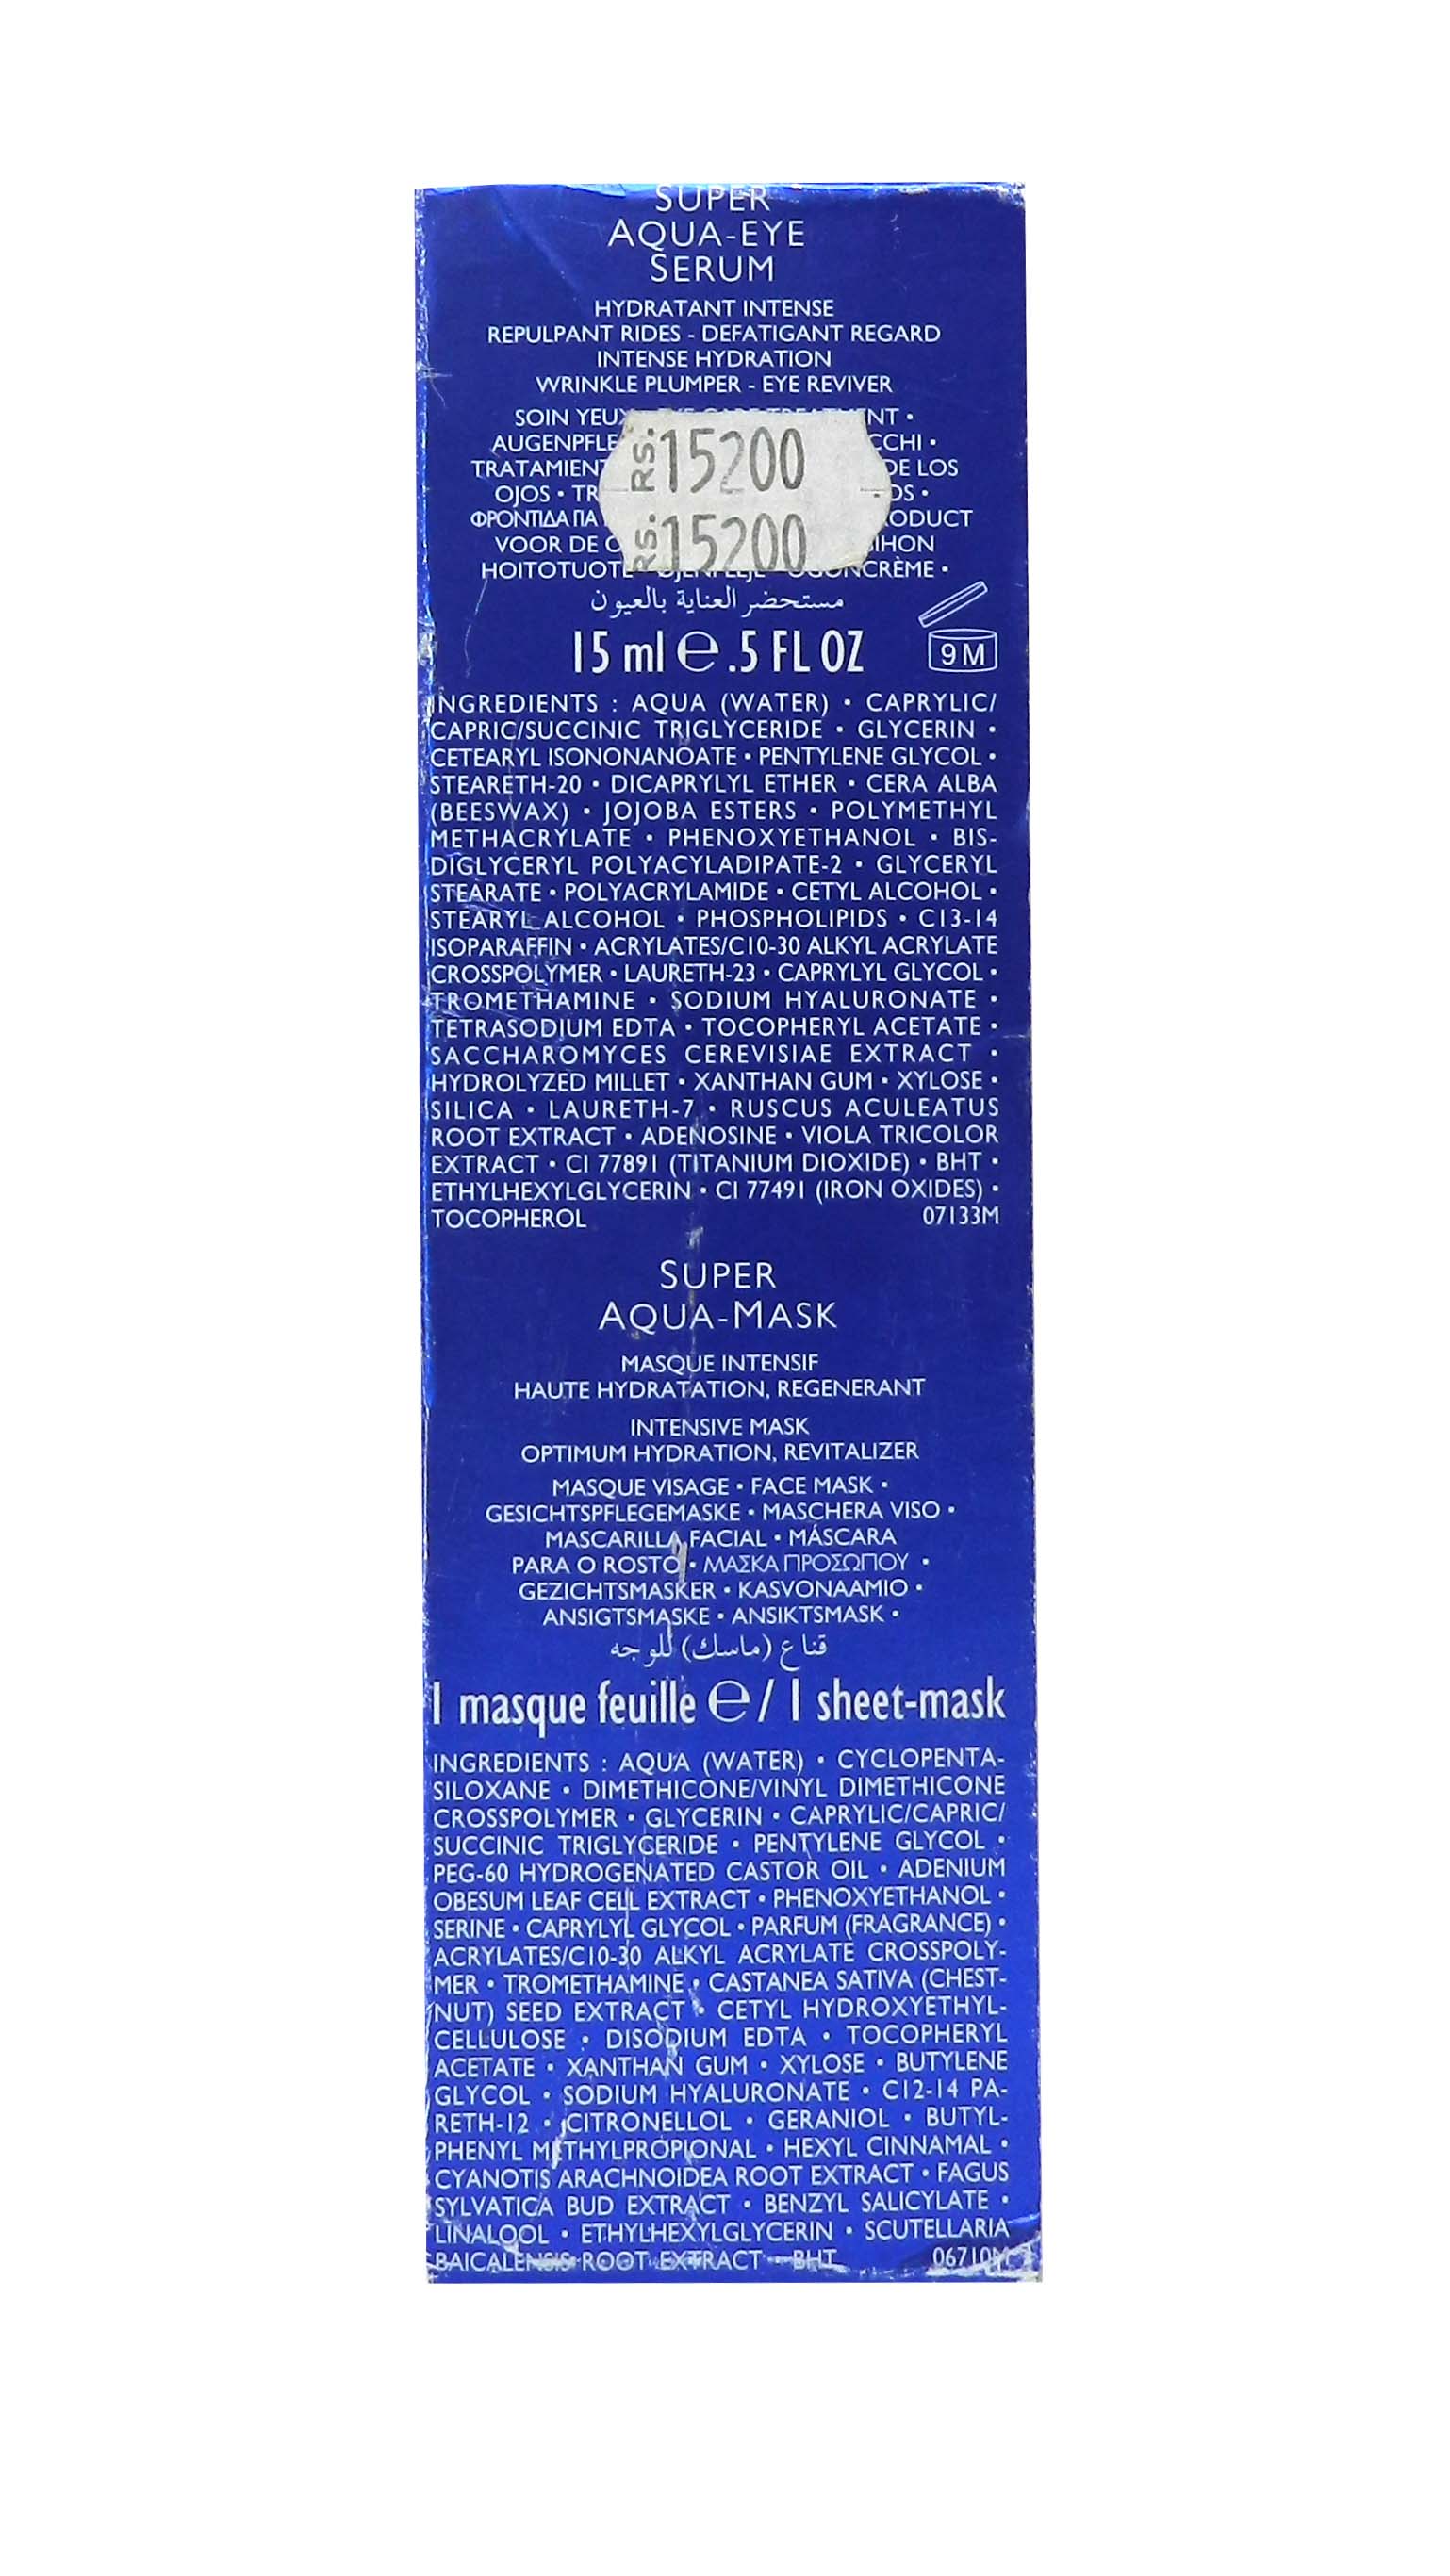 SUPER
AQUA-EYE
SERUM
HYDRATANT INTENSE
REPULPANT RIDES - DEFATIGANT REGARD
INTENSE HYDRATION
WRINKLE PLUMPER - EYE REVIVER
SOIN YEUX
AUGENPFLE CCHI •
TRATAMIENT DE LOS
OJOS • TR OS •
ΦΡΟΝΤΙΔΑ ΓΙΑ RODUCT
VOOR DE O
HOITOTUOTE CRÈME •
RS. 15200
RS. 15200
مستحضر العناية بالعيون
15 ml e .5 FL OZ
9 M
INGREDIENTS : AQUA (WATER) • CAPRYLIC/
CAPRIC/SUCCINIC TRIGLYCERIDE • GLYCERIN •
CETEARYL ISONONANOATE • PENTYLENE GLYCOL •
STEARETH-20 • DICAPRYLYL ETHER • CERA ALBA
(BEESWAX) • JOJOBA ESTERS • POLYMETHYL
METHACRYLATE • PHENOXYETHANOL • BIS-
DIGLYCERYL POLYACYLADIPATE-2 • GLYCERYL
STEARATE • POLYACRYLAMIDE • CETYL ALCOHOL •
STEARYL ALCOHOL • PHOSPHOLIPIDS • C13-14
ISOPARAFFIN • ACRYLATES/C10-30 ALKYL ACRYLATE
CROSSPOLYMER • LAURETH-23 • CAPRYLYL GLYCOL •
TROMETHAMINE • SODIUM HYALURONATE •
TETRASODIUM EDTA • TOCOPHERYL ACETATE •
SACCHAROMYCES CEREVISIAE EXTRACT •
HYDROLYZED MILLET • XANTHAN GUM • XYLOSE •
SILICA • LAURETH-7 • RUSCUS ACULEATUS
ROOT EXTRACT • ADENOSINE • VIOLA TRICOLOR
EXTRACT • CI 77891 (TITANIUM DIOXIDE) • BHT •
ETHYLHEXYLGLYCERIN • CI 77491 (IRON OXIDES) •
TOCOPHEROL 07133M
SUPER
AQUA-MASK
MASQUE INTENSIF
HAUTE HYDRATATION, REGENERANT
INTENSIVE MASK
OPTIMUM HYDRATION, REVITALIZER
MASQUE VISAGE • FACE MASK •
GESICHTSPFLEGEMASKE • MASCHERA VISO •
MASCARILLA FACIAL • MÁSCARA
PARA O ROSTO • ΜΑΣΚΑ ΠΡΟΣΩΠΟΥ •
GEZICHTSMASKER • KASVONAAMIO •
ANSIGTSMASKE • ANSIKTSMASK •
قناع (ماسك) للوجه
1 masque feuille e / 1 sheet-mask
INGREDIENTS : AQUA (WATER) • CYCLOPENTA-
SILOXANE • DIMETHICONE/VINYL DIMETHICONE
CROSSPOLYMER • GLYCERIN • CAPRYLIC/CAPRIC/
SUCCINIC TRIGLYCERIDE • PENTYLENE GLYCOL •
PEG-60 HYDROGENATED CASTOR OIL • ADENIUM
OBESUM LEAF CELL EXTRACT • PHENOXYETHANOL •
SERINE • CAPRYLYL GLYCOL • PARFUM (FRAGRANCE) •
ACRYLATES/C10-30 ALKYL ACRYLATE CROSSPOLY-
MER • TROMETHAMINE • CASTANEA SATIVA (CHEST-
NUT) SEED EXTRACT • CETYL HYDROXYETHYL-
CELLULOSE • DISODIUM EDTA • TOCOPHERYL
ACETATE • XANTHAN GUM • XYLOSE • BUTYLENE
GLYCOL • SODIUM HYALURONATE • C12-14 PA-
RETH-12 • CITRONELLOL • GERANIOL • BUTYL-
PHENYL METHYLPROPIONAL • HEXYL CINNAMAL •
CYANOTIS ARACHNOIDEA ROOT EXTRACT • FAGUS
SYLVATICA BUD EXTRACT • BENZYL SALICYLATE •
LINALOOL • ETHYLHEXYLGLYCERIN • SCUTELLARIA
BAICALENSIS ROOT EXTRACT • BHT 06710M